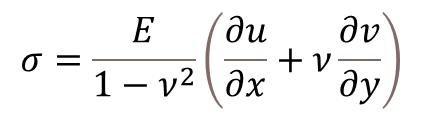 σ = E / (1 − ν²) (∂u/∂x + ν ∂v/∂y)